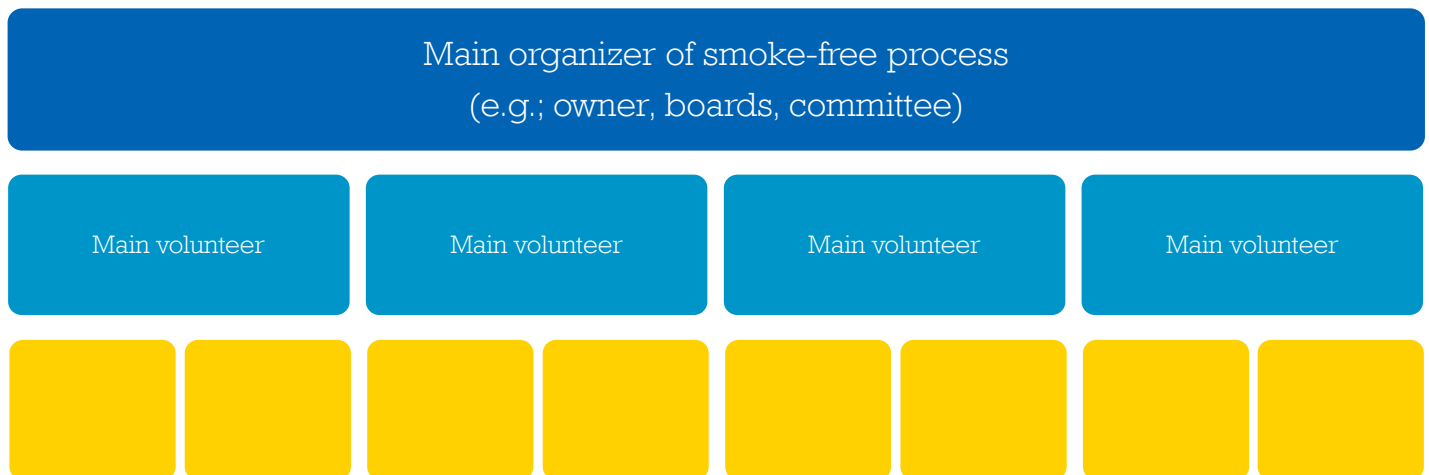 Main organizer of smoke-free process
(e.g.; owner, boards, committee)
Main volunteer
Main volunteer
Main volunteer
Main volunteer